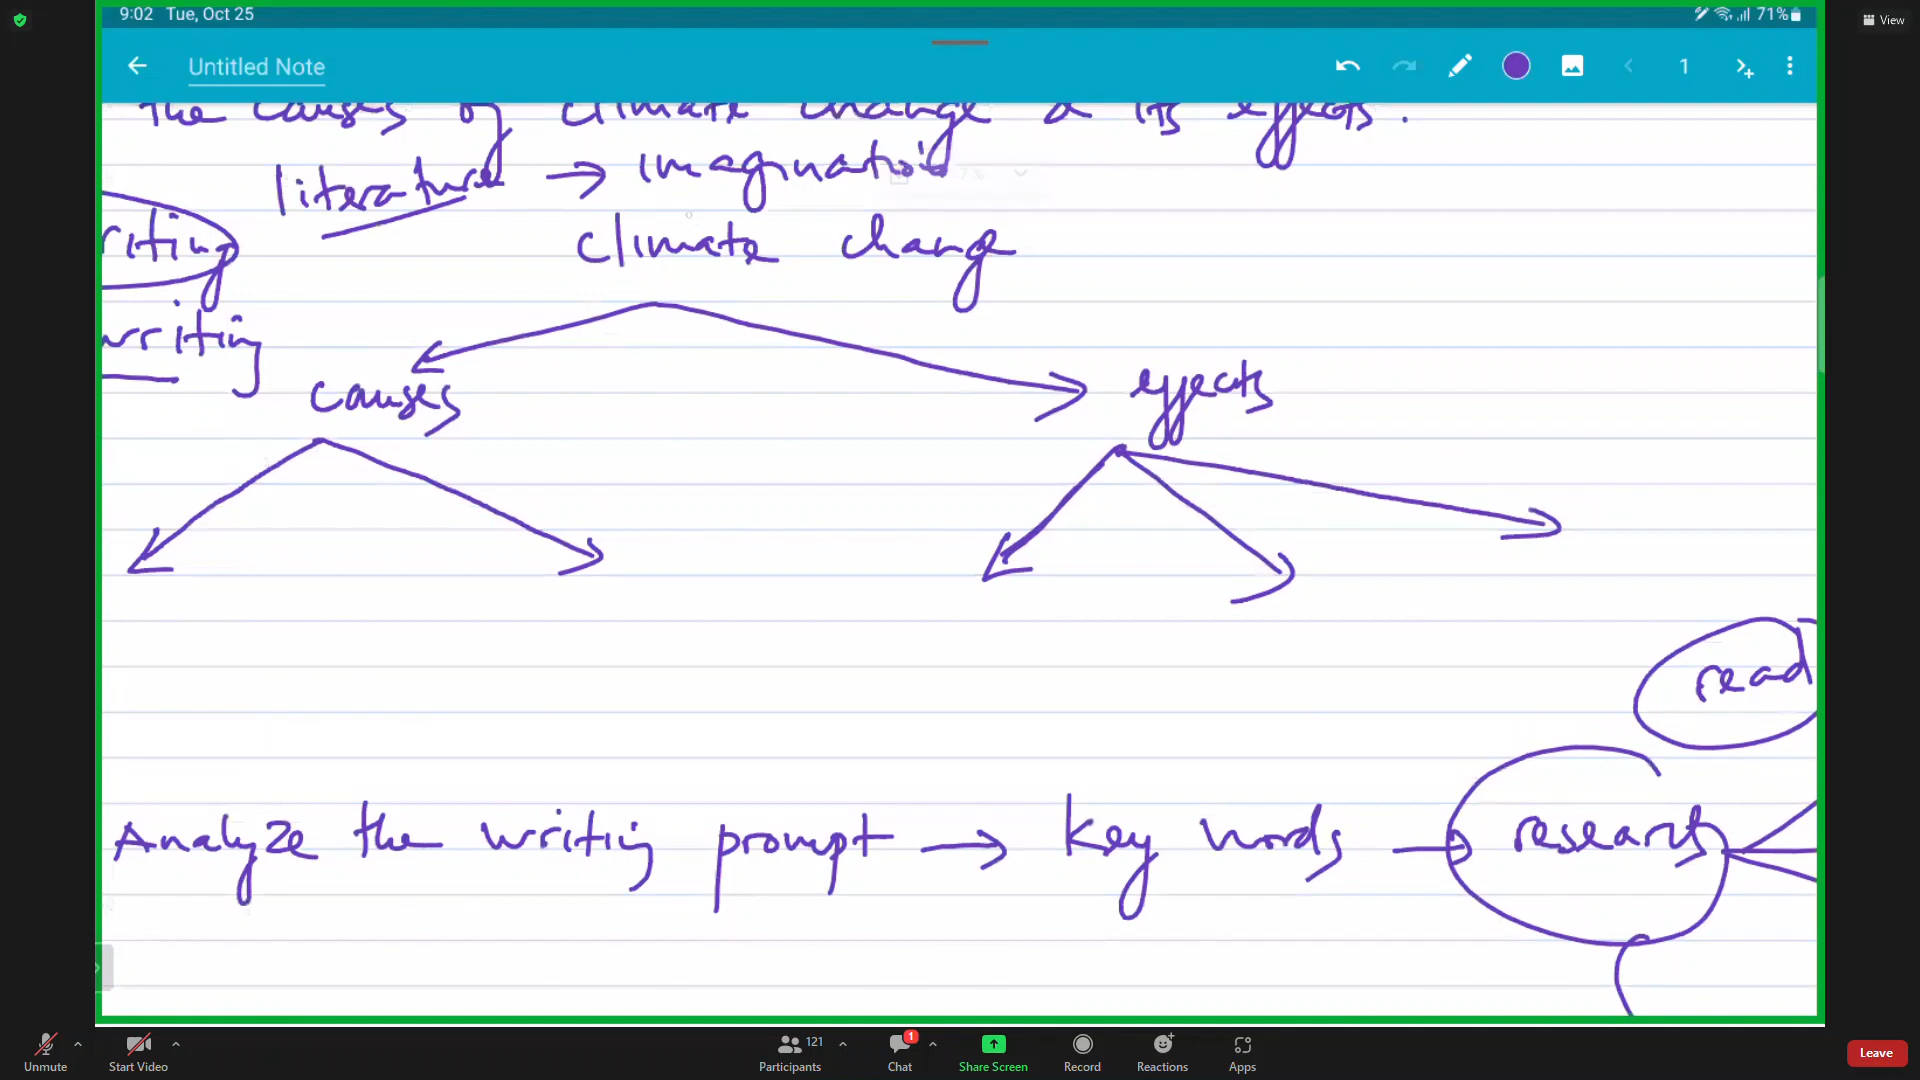 9:02 Tue, Oct 25 71%
View
Untitled Note 1
the causes of climate change & its effects.
literature → imagination
riting
climate change
writing
causes effects
read
Analyze the writing prompt → key words → research
121 1
Unmute Start Video Participants Chat Share Screen Record Reactions Apps Leave